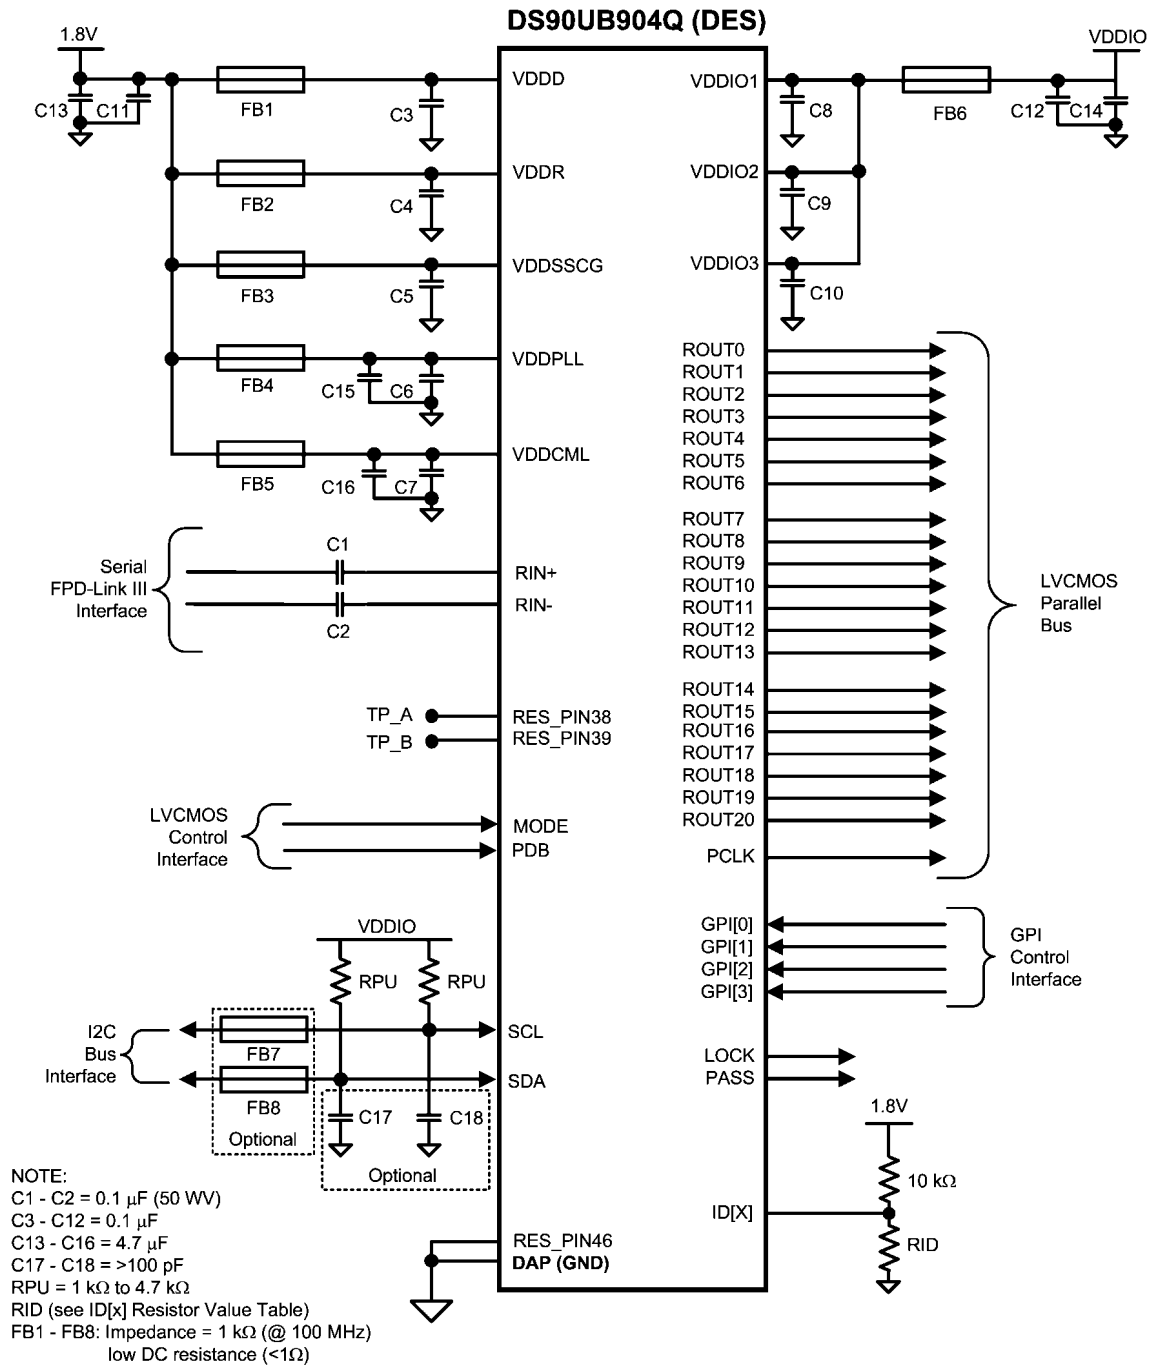 DS90UB904Q (DES)
1.8V
VDDIO
C13
C11
FB1
C3
VDDD
VDDIO1
C8
FB6
C12
C14
FB2
C4
VDDR
VDDIO2
C9
FB3
C5
VDDSSCG
VDDIO3
C10
FB4
C15
C6
VDDPLL
FB5
C16
C7
VDDCML
ROUT0
ROUT1
ROUT2
ROUT3
ROUT4
ROUT5
ROUT6
ROUT7
ROUT8
ROUT9
ROUT10
ROUT11
ROUT12
ROUT13
ROUT14
ROUT15
ROUT16
ROUT17
ROUT18
ROUT19
ROUT20
PCLK
LVCMOS
Parallel
Bus
Serial
FPD-Link III
Interface
C1
C2
RIN+
RIN-
TP_A
TP_B
RES_PIN38
RES_PIN39
LVCMOS
Control
Interface
MODE
PDB
GPI[0]
GPI[1]
GPI[2]
GPI[3]
GPI
Control
Interface
VDDIO
RPU
RPU
I2C
Bus
Interface
FB7
FB8
Optional
SCL
SDA
C17
C18
Optional
LOCK
PASS
1.8V
10 kΩ
ID[X]
RID
RES_PIN46
DAP (GND)
NOTE:
C1 - C2 = 0.1 μF (50 WV)
C3 - C12 = 0.1 μF
C13 - C16 = 4.7 μF
C17 - C18 = >100 pF
RPU = 1 kΩ to 4.7 kΩ
RID (see ID[x] Resistor Value Table)
FB1 - FB8: Impedance = 1 kΩ (@ 100 MHz)
low DC resistance (<1Ω)